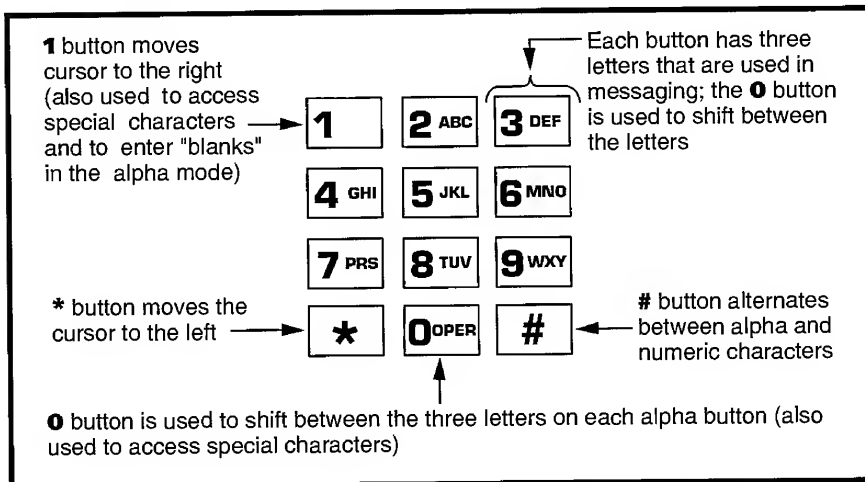 1 button moves
cursor to the right
(also used to access
special characters
and to enter "blanks"
in the alpha mode)
Each button has three
letters that are used in
messaging; the 0 button
is used to shift between
the letters
1
2 ABC
3 DEF
4 GHI
5 JKL
6 MNO
7 PRS
8 TUV
9 WXY
* button moves the
cursor to the left
*
0 OPER
#
# button alternates
between alpha and
numeric characters
0 button is used to shift between the three letters on each alpha button (also
used to access special characters)